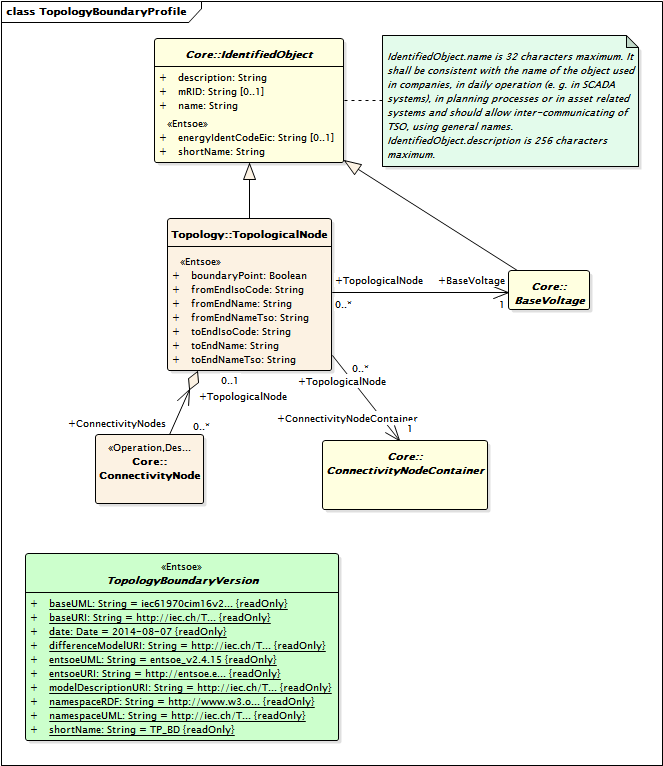 class TopologyBoundaryProfile
Core::IdentifiedObject
+ description: String
+ mRID: String [0..1]
+ name: String
«Entsoe»
+ energyIdentCodeEic: String [0..1]
+ shortName: String
IdentifiedObject.name is 32 characters maximum. It
shall be consistent with the name of the object used
in companies, in daily operation (e. g. in SCADA
systems), in planning processes or in asset related
systems and should allow inter-communicating of
TSO, using general names.
IdentifiedObject.description is 256 characters
maximum.
Topology::TopologicalNode
«Entsoe»
+ boundaryPoint: Boolean
+ fromEndIsoCode: String
+ fromEndName: String
+ fromEndNameTso: String
+ toEndIsoCode: String
+ toEndName: String
+ toEndNameTso: String
+TopologicalNode +BaseVoltage
0..* 1
Core::
BaseVoltage
0..1
+TopologicalNode
0..*
+TopologicalNode
+ConnectivityNodes 0..*
+ConnectivityNodeContainer
1
«Operation,Des...
Core::
ConnectivityNode
Core::
ConnectivityNodeContainer
«Entsoe»
TopologyBoundaryVersion
+ baseUML: String = iec61970cim16v2... {readOnly}
+ baseURI: String = http://iec.ch/T... {readOnly}
+ date: Date = 2014-08-07 {readOnly}
+ differenceModelURI: String = http://iec.ch/T... {readOnly}
+ entsoeUML: String = entsoe_v2.4.15 {readOnly}
+ entsoeURI: String = http://entsoe.e... {readOnly}
+ modelDescriptionURI: String = http://iec.ch/T... {readOnly}
+ namespaceRDF: String = http://www.w3.o... {readOnly}
+ namespaceUML: String = http://iec.ch/T... {readOnly}
+ shortName: String = TP_BD {readOnly}